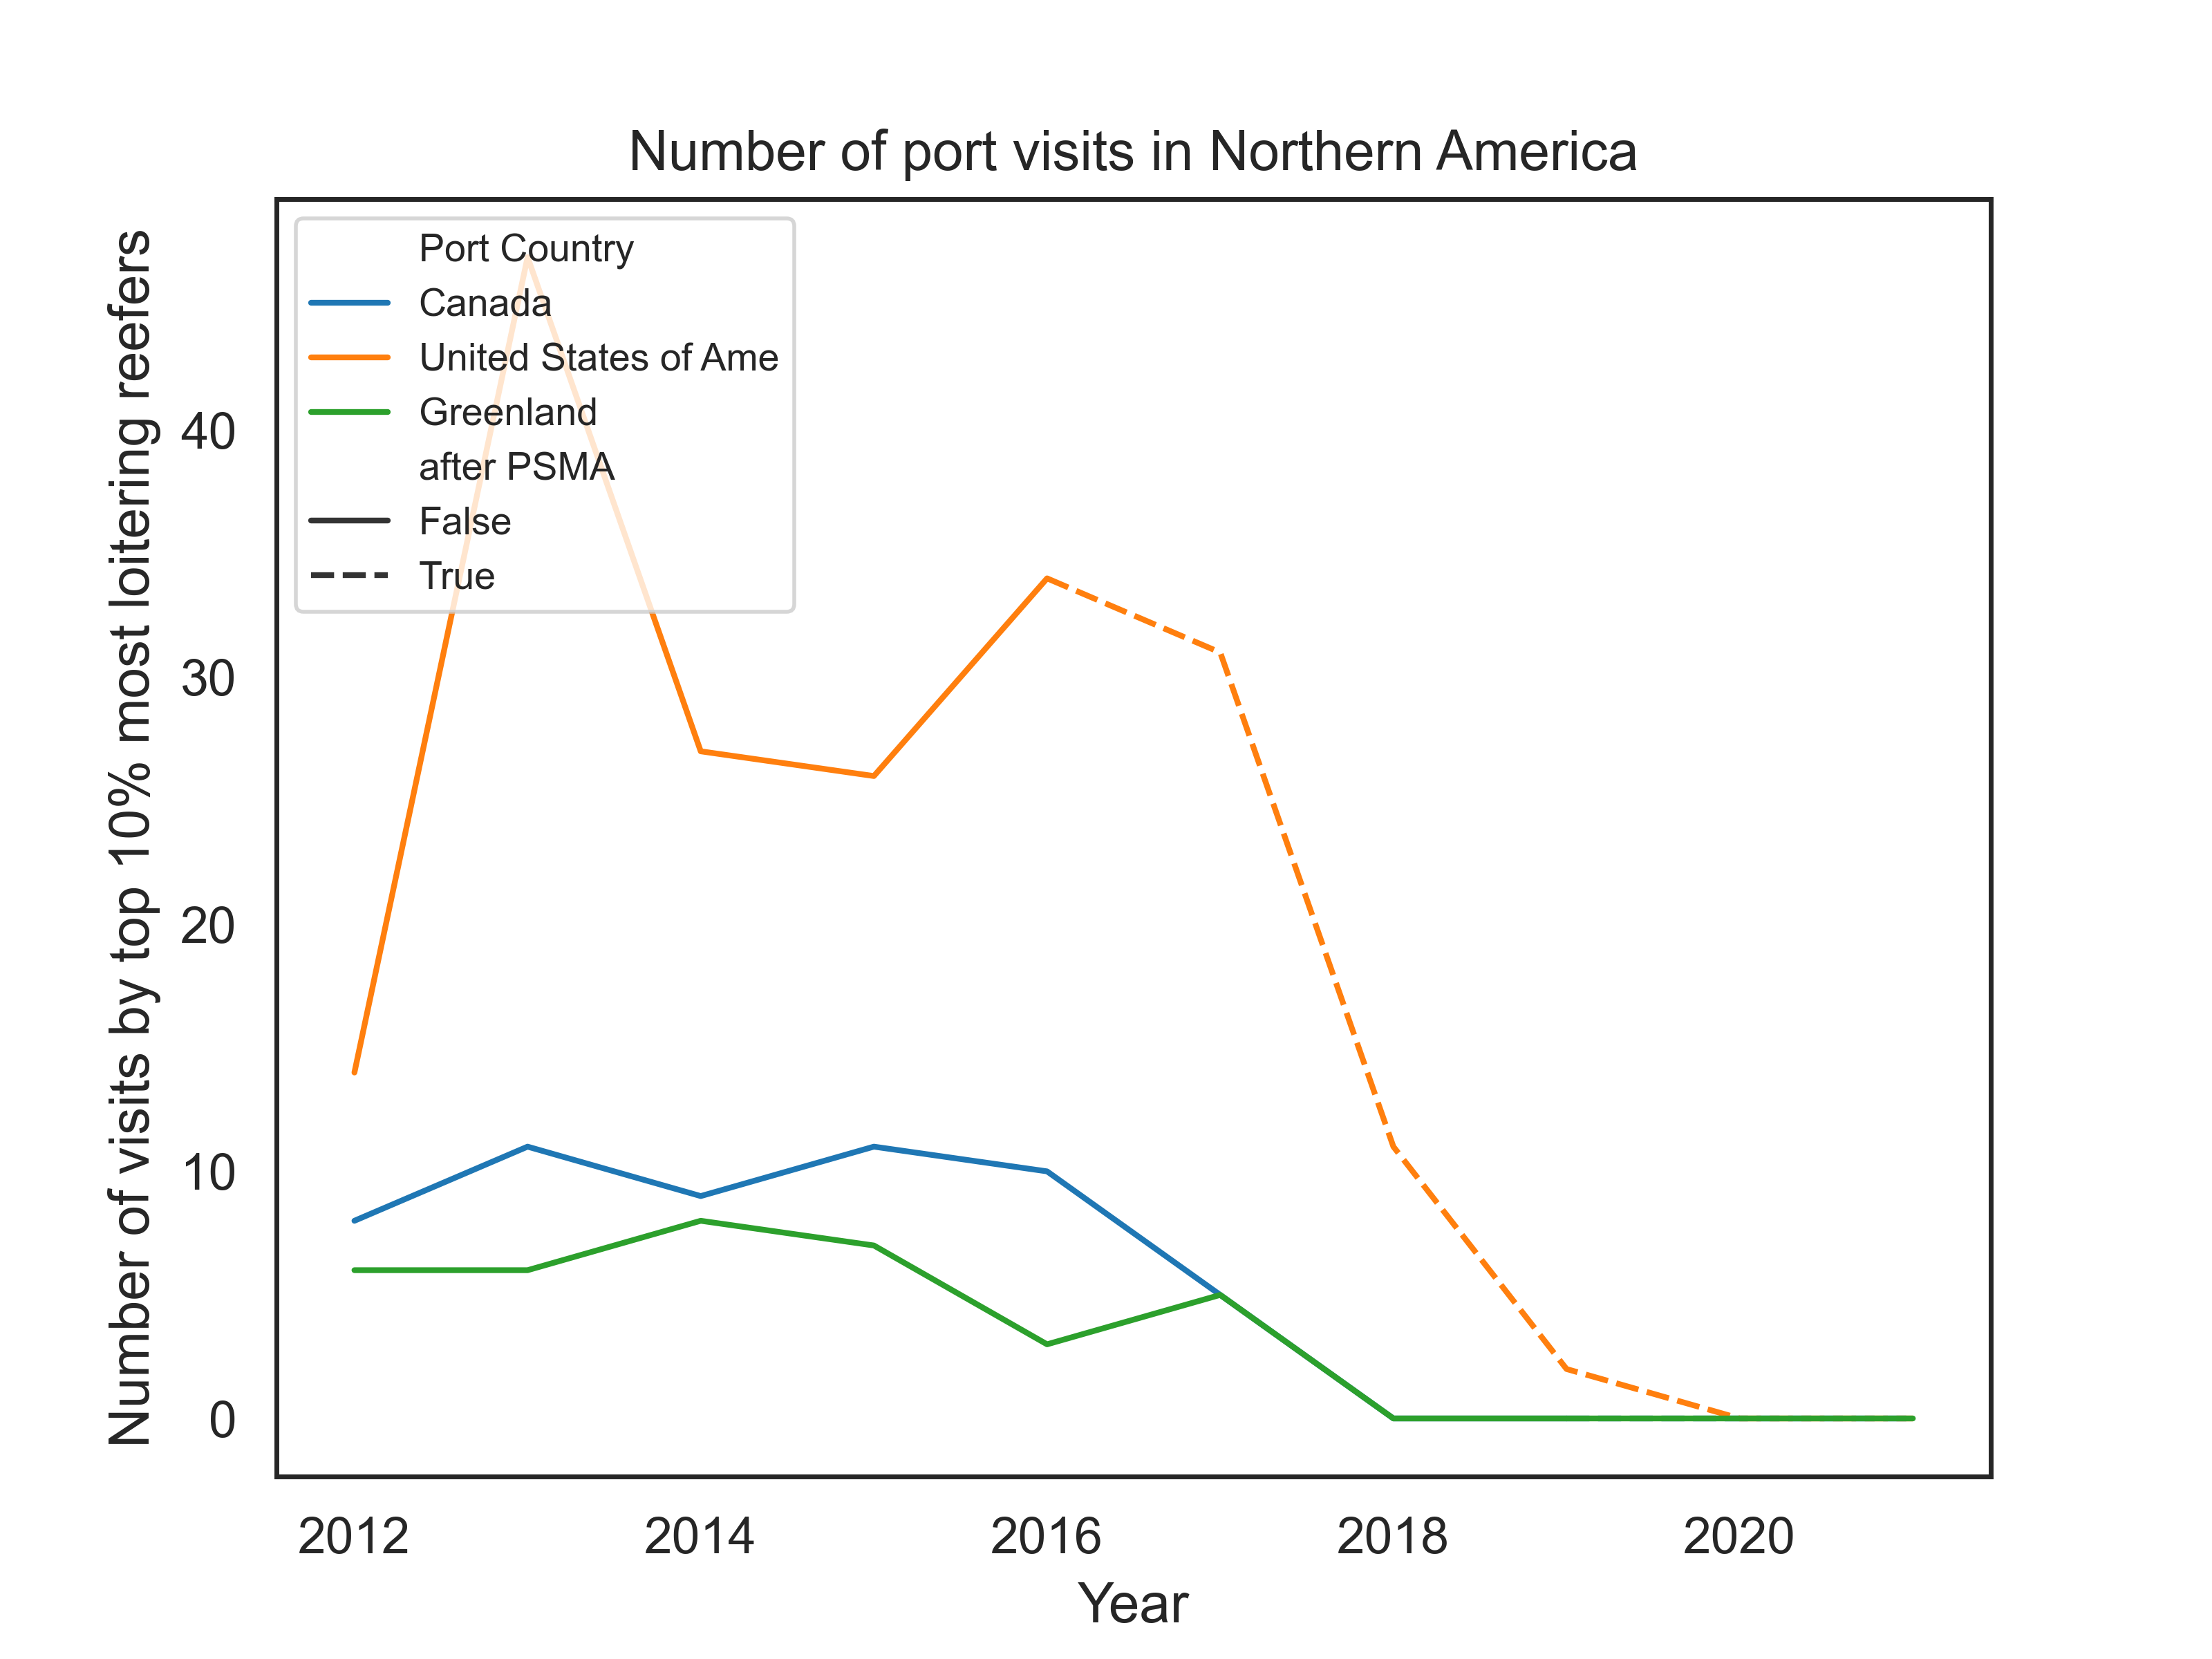 Number of port visits in Northern America
Number of visits by top 10% most loitering reefers
Port Country
Canada
United States of Ame
Greenland
after PSMA
False
True
40
30
20
10
0
2012 2014 2016 2018 2020
Year